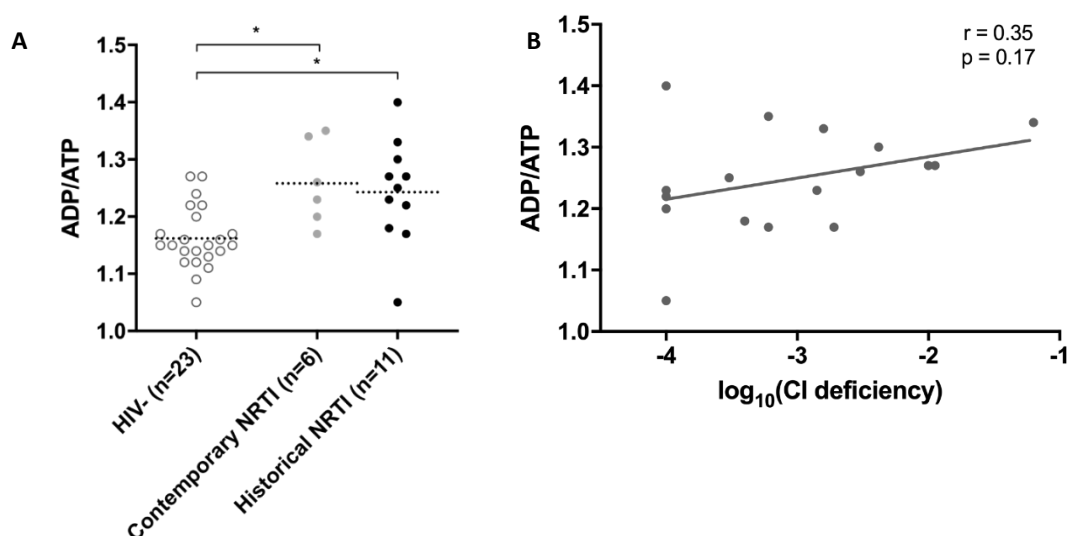 A
*
*
1.5
1.4
1.3
1.2
1.1
1.0
ADP/ATP
HIV- (n=23)
Contemporary NRTI (n=6)
Historical NRTI (n=11)
B
r = 0.35
p = 0.17
1.5
1.4
1.3
1.2
1.1
1.0
ADP/ATP
-4 -3 -2 -1
log10(CI deficiency)